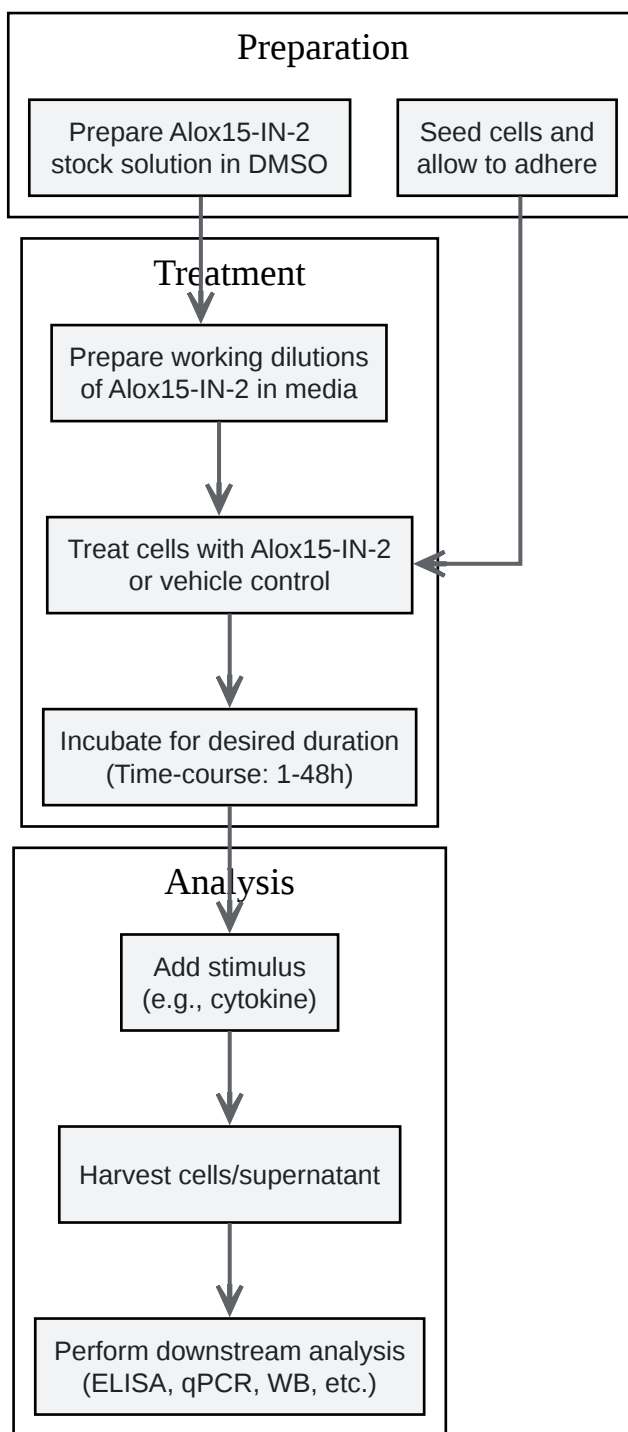 Preparation
Prepare Alox15-IN-2
stock solution in DMSO
Seed cells and
allow to adhere
Treatment
Prepare working dilutions
of Alox15-IN-2 in media
Treat cells with Alox15-IN-2
or vehicle control
Incubate for desired duration
(Time-course: 1-48h)
Analysis
Add stimulus
(e.g., cytokine)
Harvest cells/supernatant
Perform downstream analysis
(ELISA, qPCR, WB, etc.)